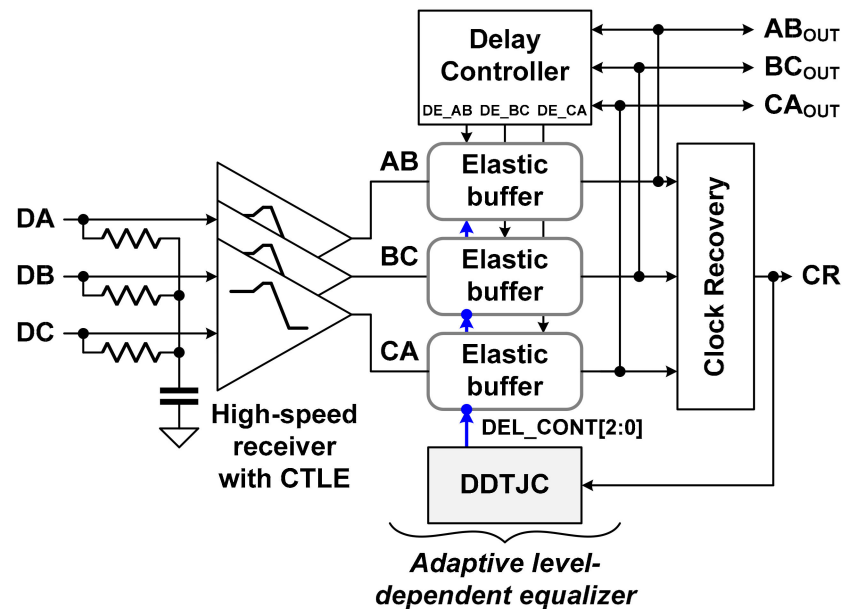 Delay
Controller
DE_AB DE_BC DE_CA
AB_OUT
BC_OUT
CA_OUT
AB
Elastic
buffer
DA
DB
DC
BC
Elastic
buffer
CA
Elastic
buffer
Clock Recovery
CR
High-speed
receiver
with CTLE
DEL_CONT[2:0]
DDTJC
Adaptive level-
dependent equalizer